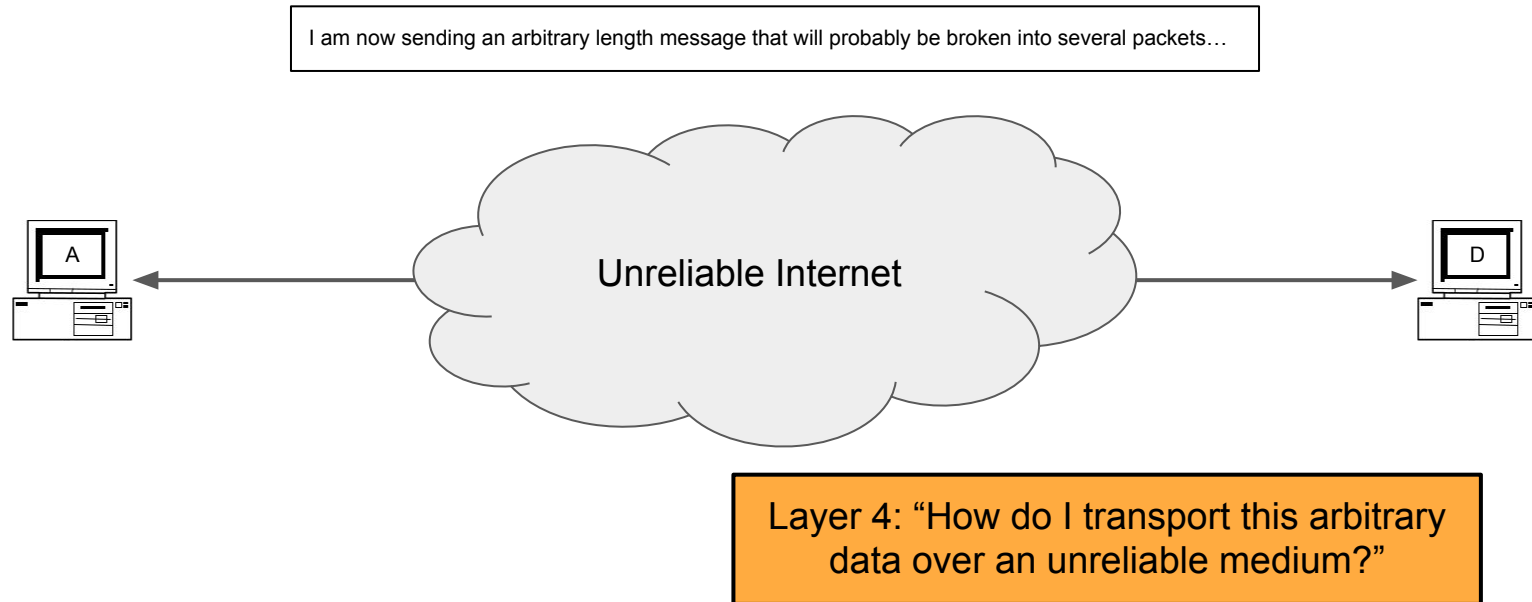 I am now sending an arbitrary length message that will probably be broken into several packets…
A
Unreliable Internet
D
Layer 4: “How do I transport this arbitrary
data over an unreliable medium?”